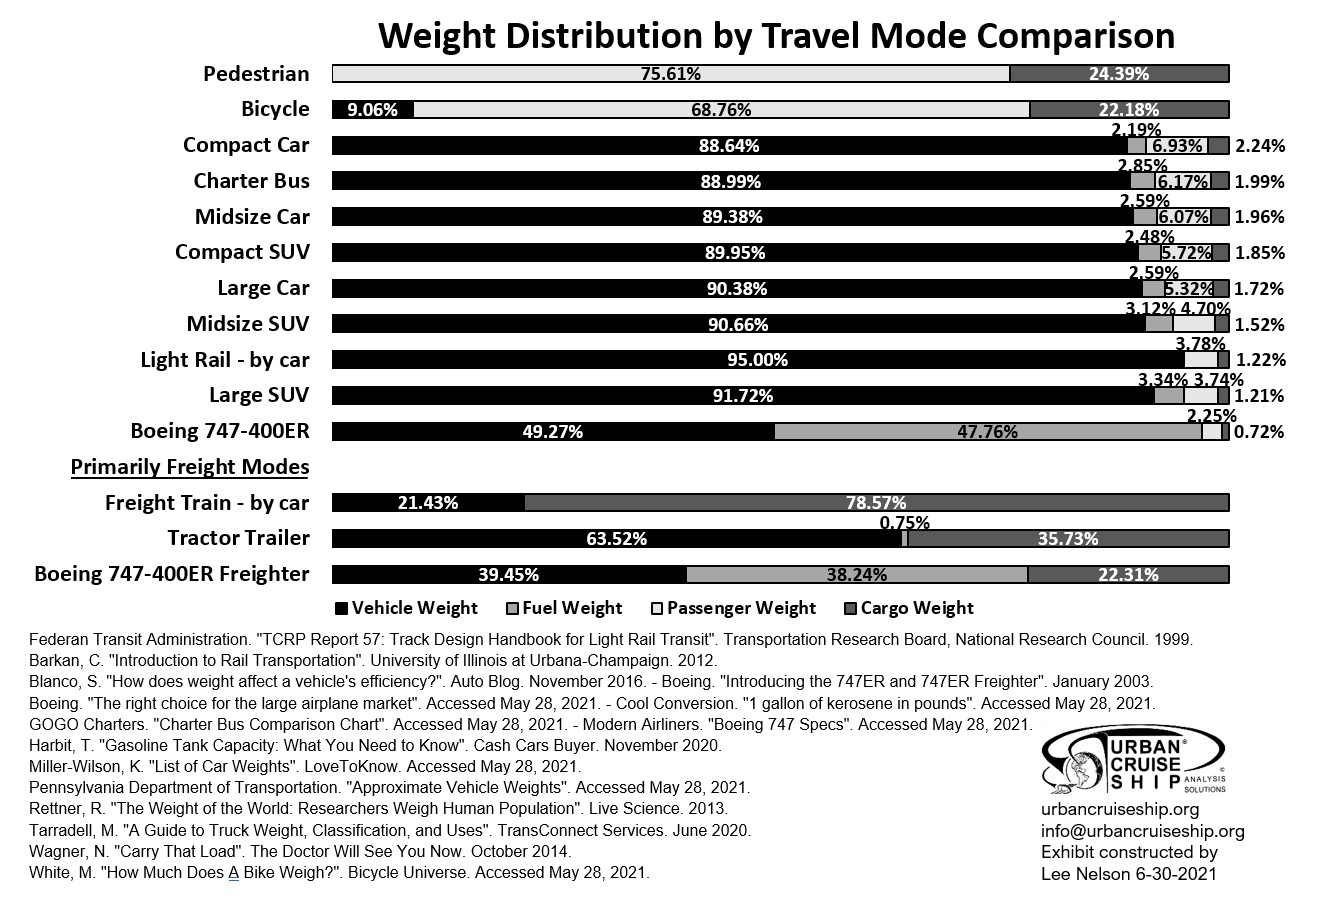 Weight Distribution by Travel Mode Comparison
Pedestrian 75.61% 24.39%
Bicycle 9.06% 68.76% 22.18%
Compact Car 88.64% 2.19% 6.93% 2.24%
Charter Bus 88.99% 2.85% 6.17% 1.99%
Midsize Car 89.38% 2.59% 6.07% 1.96%
Compact SUV 89.95% 2.48% 5.72% 1.85%
Large Car 90.38% 2.59% 5.32% 1.72%
Midsize SUV 90.66% 3.12% 4.70% 1.52%
Light Rail - by car 95.00% 3.78% 1.22%
Large SUV 91.72% 3.34% 3.74% 1.21%
Boeing 747-400ER 49.27% 47.76% 2.25% 0.72%
Primarily Freight Modes
Freight Train - by car 21.43% 78.57%
Tractor Trailer 63.52% 0.75% 35.73%
Boeing 747-400ER Freighter 39.45% 38.24% 22.31%
Vehicle Weight Fuel Weight Passenger Weight Cargo Weight
Federan Transit Administration. "TCRP Report 57: Track Design Handbook for Light Rail Transit". Transportation Research Board, National Research Council. 1999.
Barkan, C. "Introduction to Rail Transportation". University of Illinois at Urbana-Champaign. 2012.
Blanco, S. "How does weight affect a vehicle's efficiency?". Auto Blog. November 2016. - Boeing. "Introducing the 747ER and 747ER Freighter". January 2003.
Boeing. "The right choice for the large airplane market". Accessed May 28, 2021. - Cool Conversion. "1 gallon of kerosene in pounds". Accessed May 28, 2021.
GOGO Charters. "Charter Bus Comparison Chart". Accessed May 28, 2021. - Modern Airliners. "Boeing 747 Specs". Accessed May 28, 2021.
Harbit, T. "Gasoline Tank Capacity: What You Need to Know". Cash Cars Buyer. November 2020.
Miller-Wilson, K. "List of Car Weights". LoveToKnow. Accessed May 28, 2021.
Pennsylvania Department of Transportation. "Approximate Vehicle Weights". Accessed May 28, 2021.
Rettner, R. "The Weight of the World: Researchers Weigh Human Population". Live Science. 2013.
Tarradell, M. "A Guide to Truck Weight, Classification, and Uses". TransConnect Services. June 2020.
Wagner, N. "Carry That Load". The Doctor Will See You Now. October 2014.
White, M. "How Much Does A Bike Weigh?". Bicycle Universe. Accessed May 28, 2021.
URBAN®
CRUISE ©
SHIP ANALYSIS
SOLUTIONS
urbancruiseship.org
info@urbancruiseship.org
Exhibit constructed by
Lee Nelson 6-30-2021